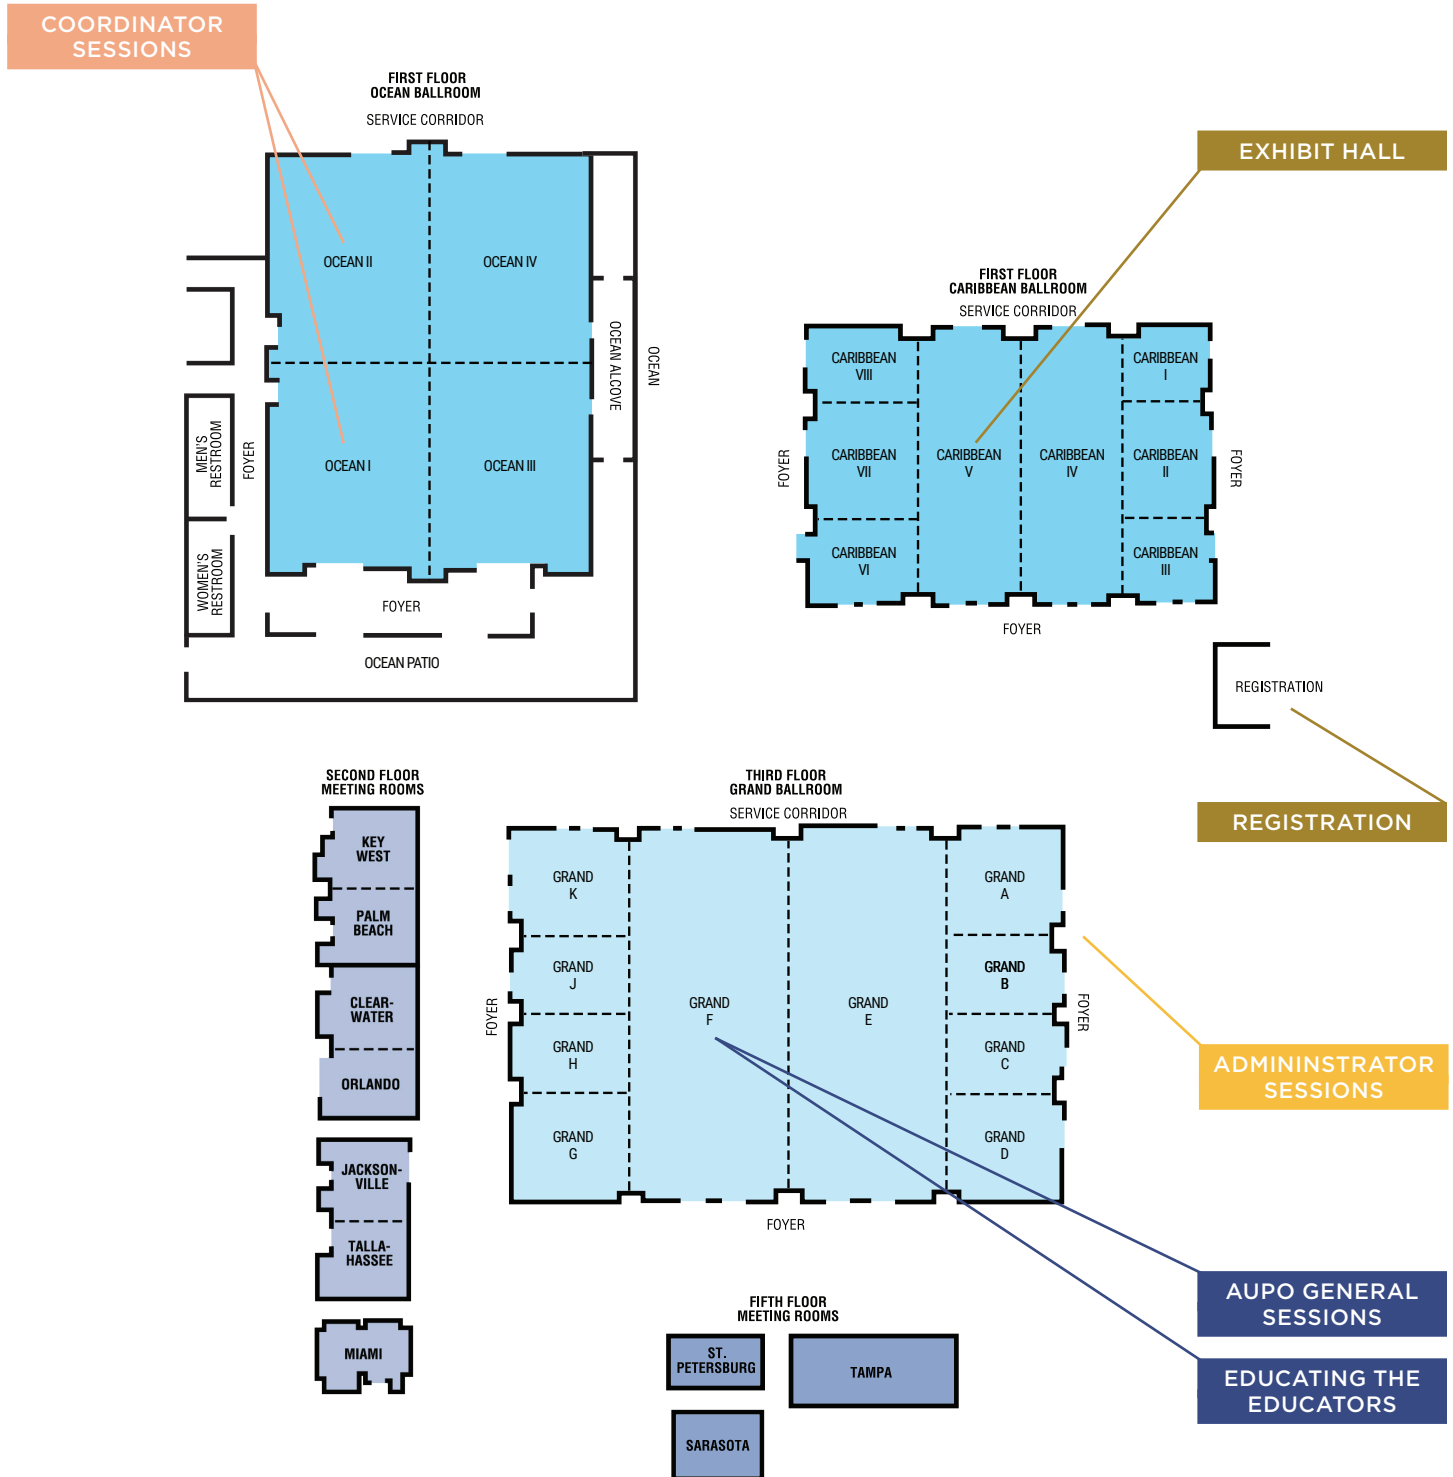 COORDINATOR
SESSIONS
FIRST FLOOR
OCEAN BALLROOM
SERVICE CORRIDOR
OCEAN II
OCEAN IV
OCEAN I
OCEAN III
OCEAN ALCOVE
OCEAN
MEN'S
RESTROOM
FOYER
WOMEN'S
RESTROOM
FOYER
OCEAN PATIO
EXHIBIT HALL
FIRST FLOOR
CARIBBEAN BALLROOM
SERVICE CORRIDOR
CARIBBEAN
VIII
CARIBBEAN
I
CARIBBEAN
VII
CARIBBEAN
V
CARIBBEAN
IV
CARIBBEAN
II
CARIBBEAN
VI
CARIBBEAN
III
FOYER
FOYER
FOYER
REGISTRATION
REGISTRATION
SECOND FLOOR
MEETING ROOMS
KEY
WEST
PALM
BEACH
CLEAR-
WATER
ORLANDO
JACKSON-
VILLE
TALLA-
HASSEE
MIAMI
THIRD FLOOR
GRAND BALLROOM
SERVICE CORRIDOR
GRAND
K
GRAND
A
GRAND
J
GRAND
B
GRAND
F
GRAND
E
GRAND
H
GRAND
C
GRAND
G
GRAND
D
FOYER
FOYER
FOYER
ADMININSTRATOR
SESSIONS
AUPO GENERAL
SESSIONS
EDUCATING THE
EDUCATORS
FIFTH FLOOR
MEETING ROOMS
ST.
PETERSBURG
TAMPA
SARASOTA